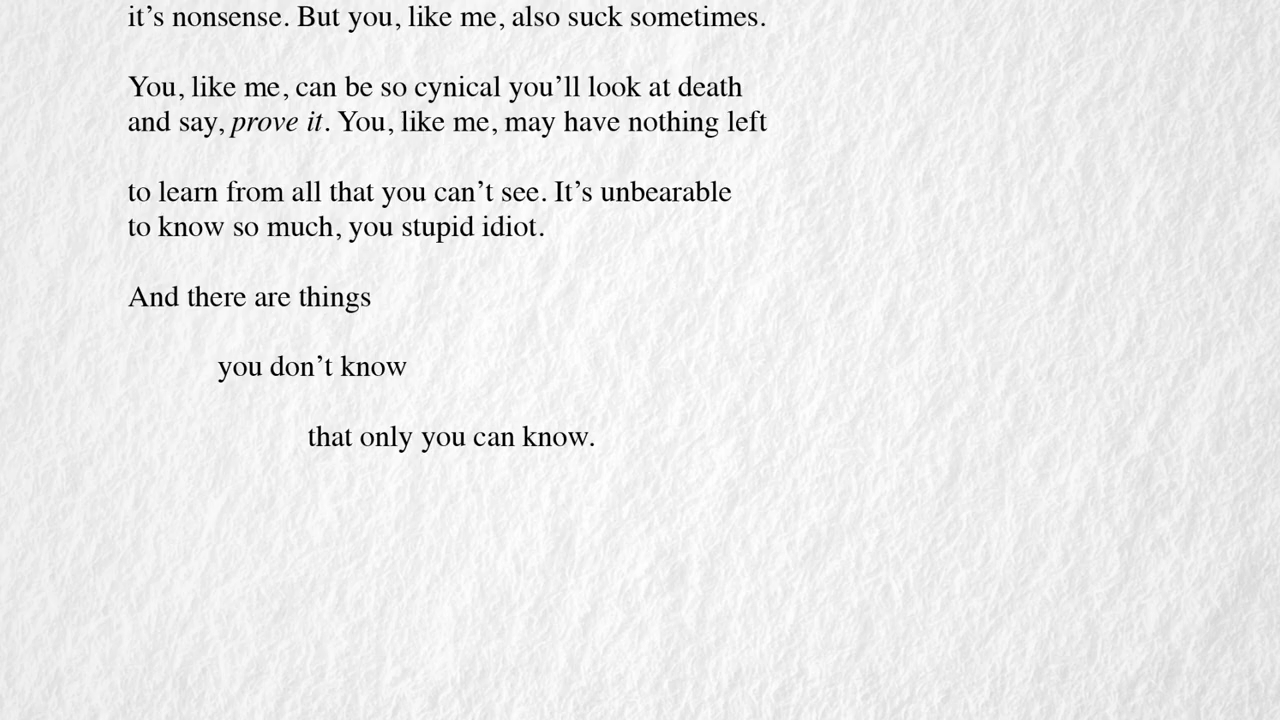 it’s nonsense. But you, like me, also suck sometimes.
You, like me, can be so cynical you’ll look at death
and say, prove it. You, like me, may have nothing left
to learn from all that you can’t see. It’s unbearable
to know so much, you stupid idiot.
And there are things
you don’t know
that only you can know.